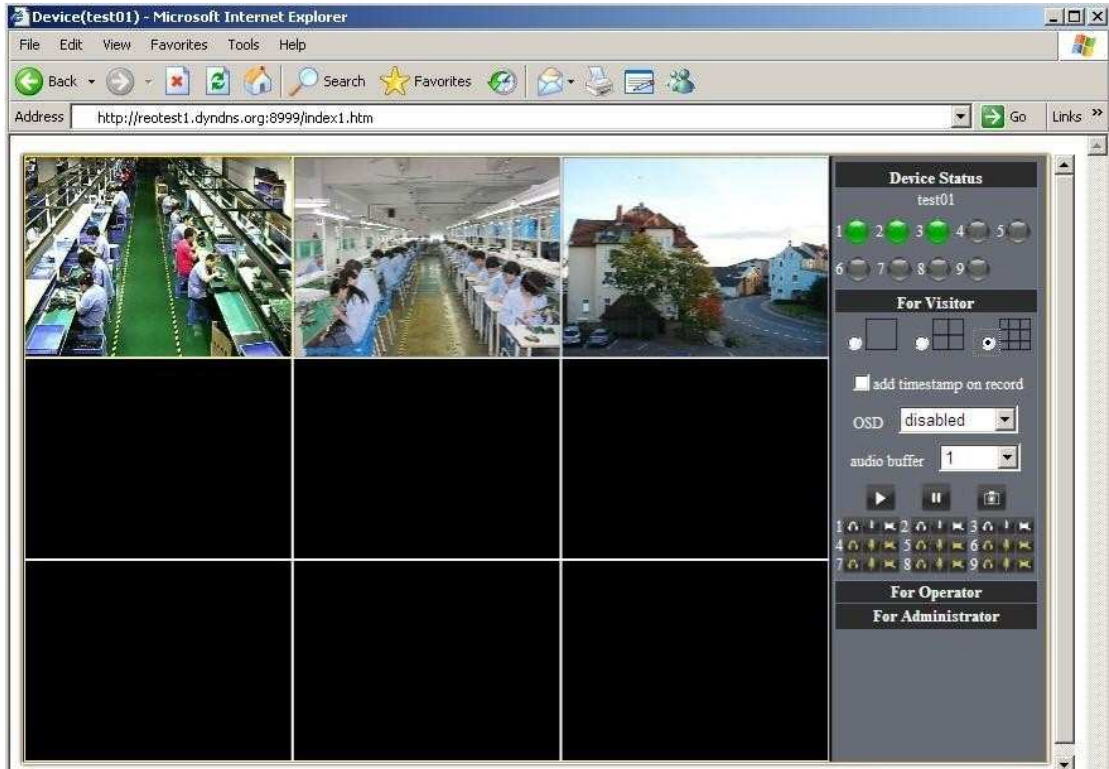 Device(test01) - Microsoft Internet Explorer
File Edit View Favorites Tools Help
Back Search Favorites
Address http://reotest1.dyndns.org:8999/index1.htm Go Links »
Device Status
test01
1 2 3 4 5
6 7 8 9
For Visitor
add timestamp on record
OSD disabled
audio buffer 1
1 2 3
4 5 6
7 8 9
For Operator
For Administrator